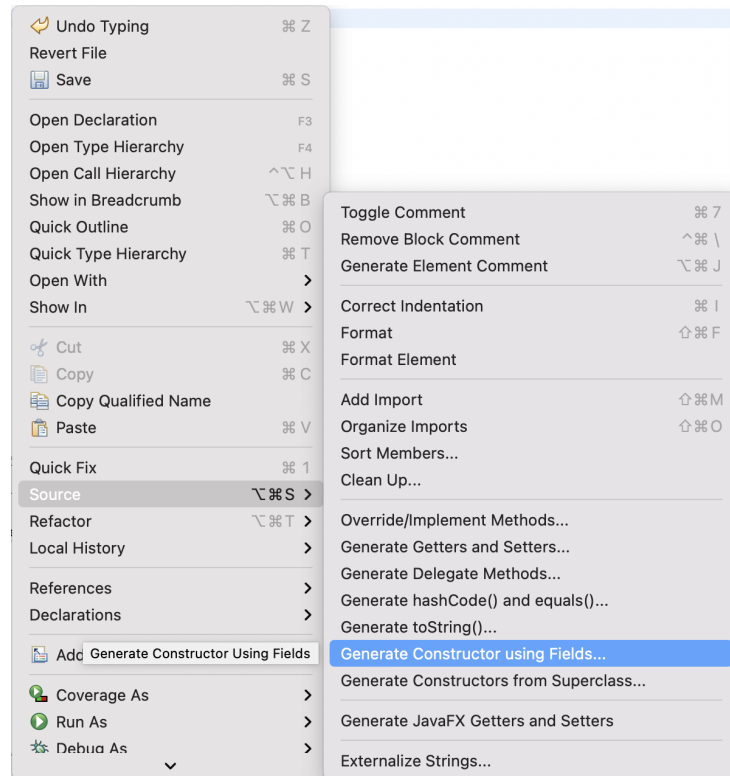 Undo Typing ⌘ Z
Revert File
Save ⌘ S
Open Declaration F3
Open Type Hierarchy F4
Open Call Hierarchy ^⌥ H
Show in Breadcrumb ⌥⌘ B
Quick Outline ⌘ O
Quick Type Hierarchy ⌘ T
Open With
Show In ⌥⌘ W
Cut ⌘ X
Copy ⌘ C
Copy Qualified Name
Paste ⌘ V
Quick Fix ⌘ 1
Source ⌥⌘ S
Refactor ⌥⌘ T
Local History
References
Declarations
Add
Generate Constructor Using Fields
Coverage As
Run As
Debug As
Toggle Comment ⌘ 7
Remove Block Comment ^⌘ \
Generate Element Comment ⌥⌘ J
Correct Indentation ⌘ I
Format ⇧⌘ F
Format Element
Add Import ⇧⌘ M
Organize Imports ⇧⌘ O
Sort Members...
Clean Up...
Override/Implement Methods...
Generate Getters and Setters...
Generate Delegate Methods...
Generate hashCode() and equals()...
Generate toString()...
Generate Constructor using Fields...
Generate Constructors from Superclass...
Generate JavaFX Getters and Setters
Externalize Strings...